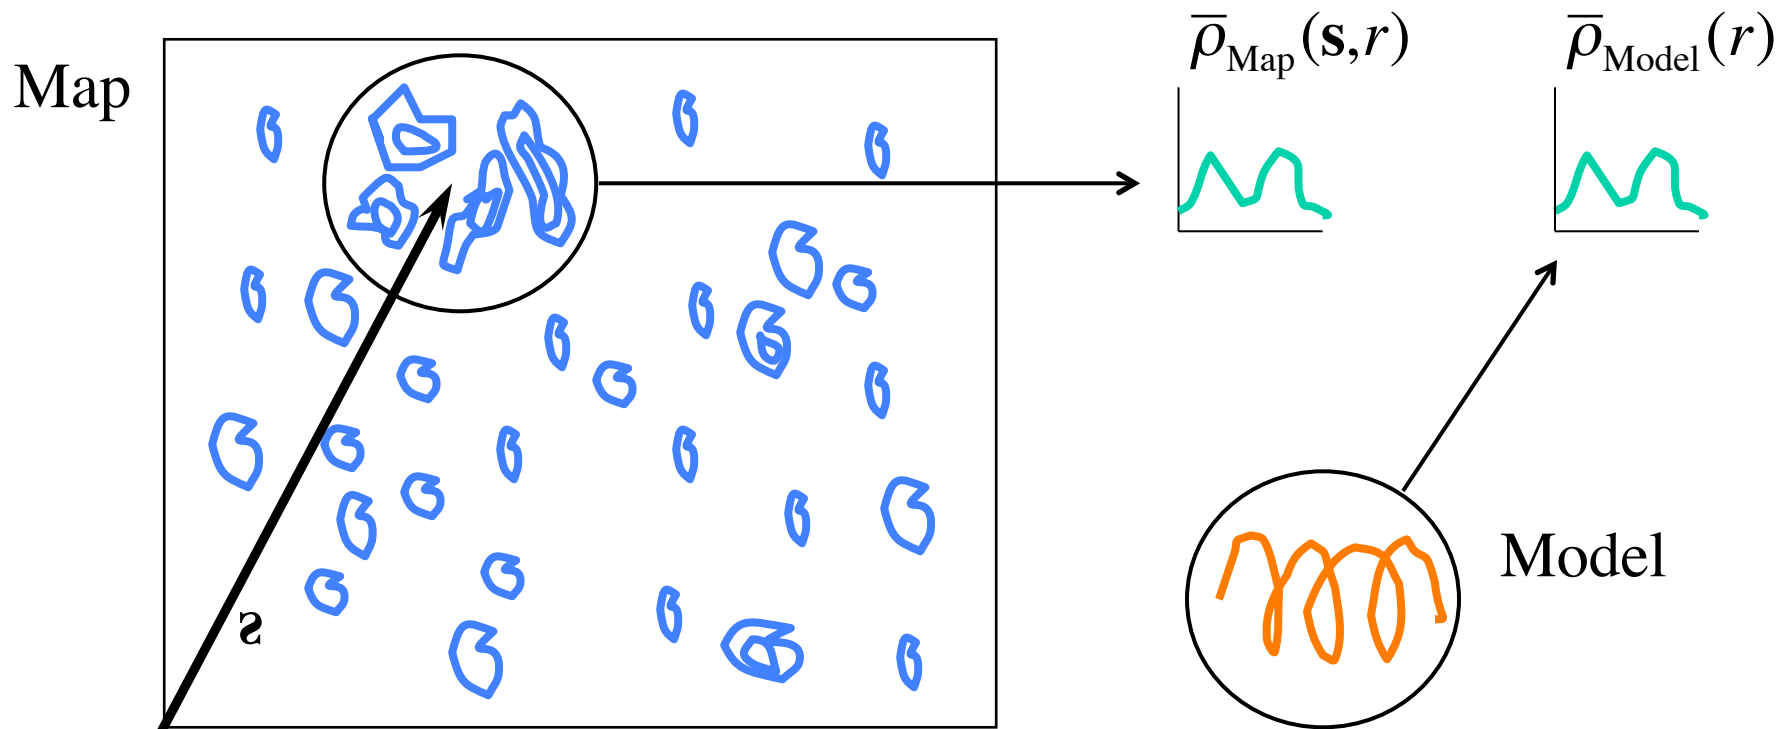 Map
ρ̅Map(s,r)
ρ̅Model(r)
s
Model